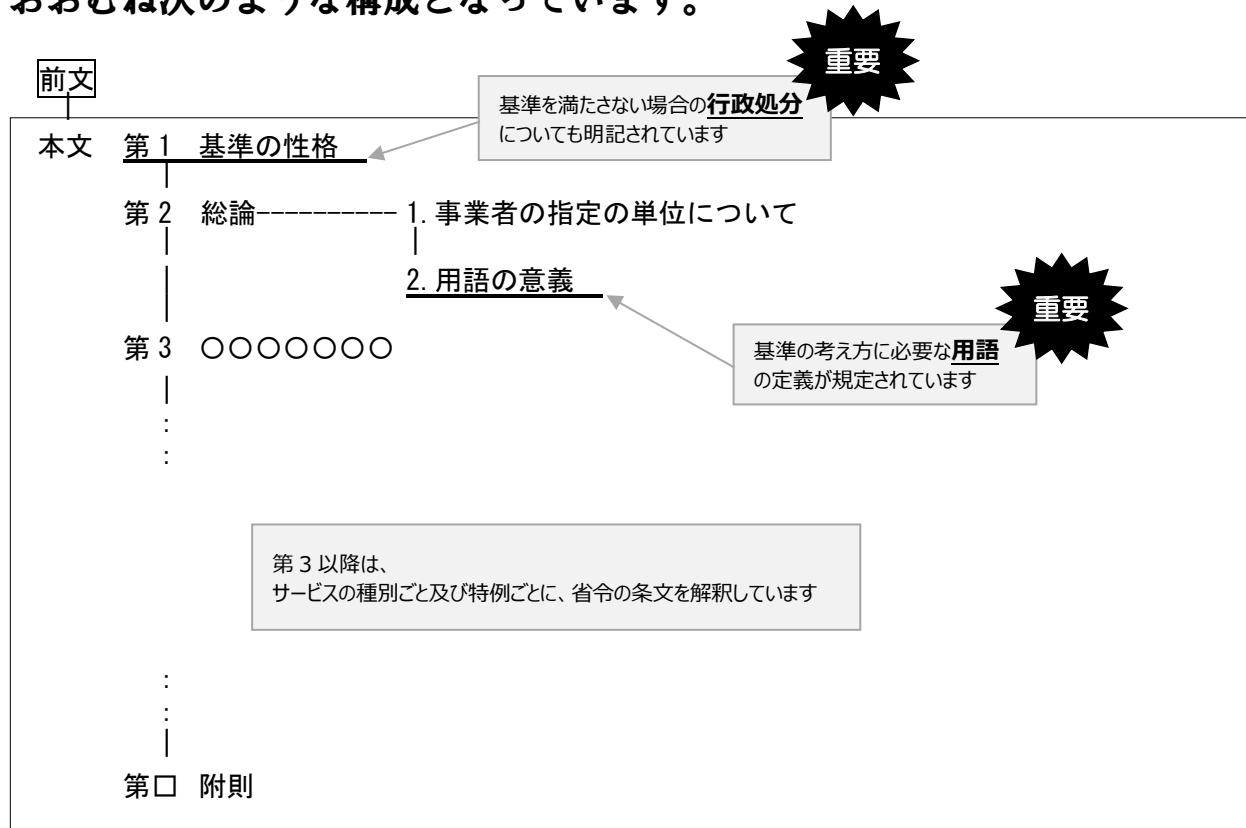 おおむね次のような構成となっています。
重要
前文
基準を満たさない場合の行政処分
についても明記されています
本文 第1 基準の性格
第2 総論---------- 1.事業者の指定の単位について
2.用語の意義
重要
第3 〇〇〇〇〇〇〇
基準の考え方に必要な用語
の定義が規定されています
:
:
第3以降は、
サービスの種別ごと及び特例ごとに、省令の条文を解釈しています
:
:
第□ 附則